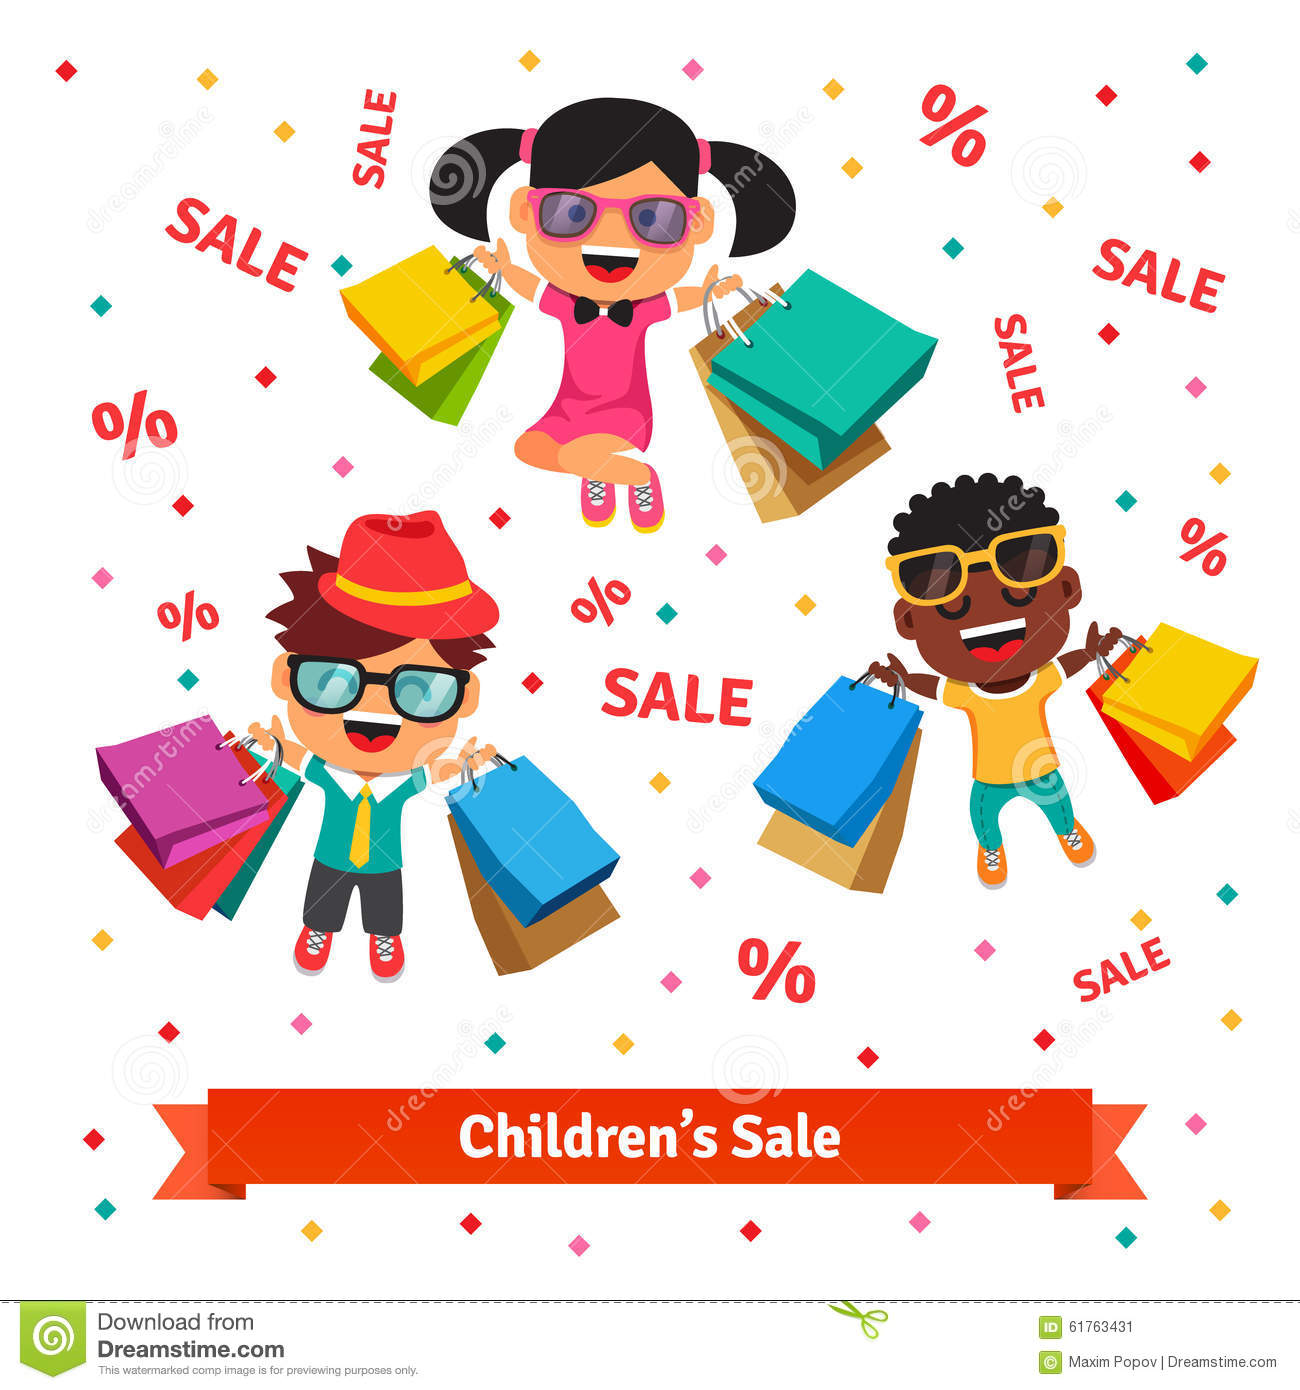 SALE
%
SALE
SALE
SALE
%
%
%
%
SALE
%
SALE
Children's Sale
Download from
Dreamstime.com
This watermarked comp image is for previewing purposes only.
ID 61763431
© Maxim Popov | Dreamstime.com
dreamstime